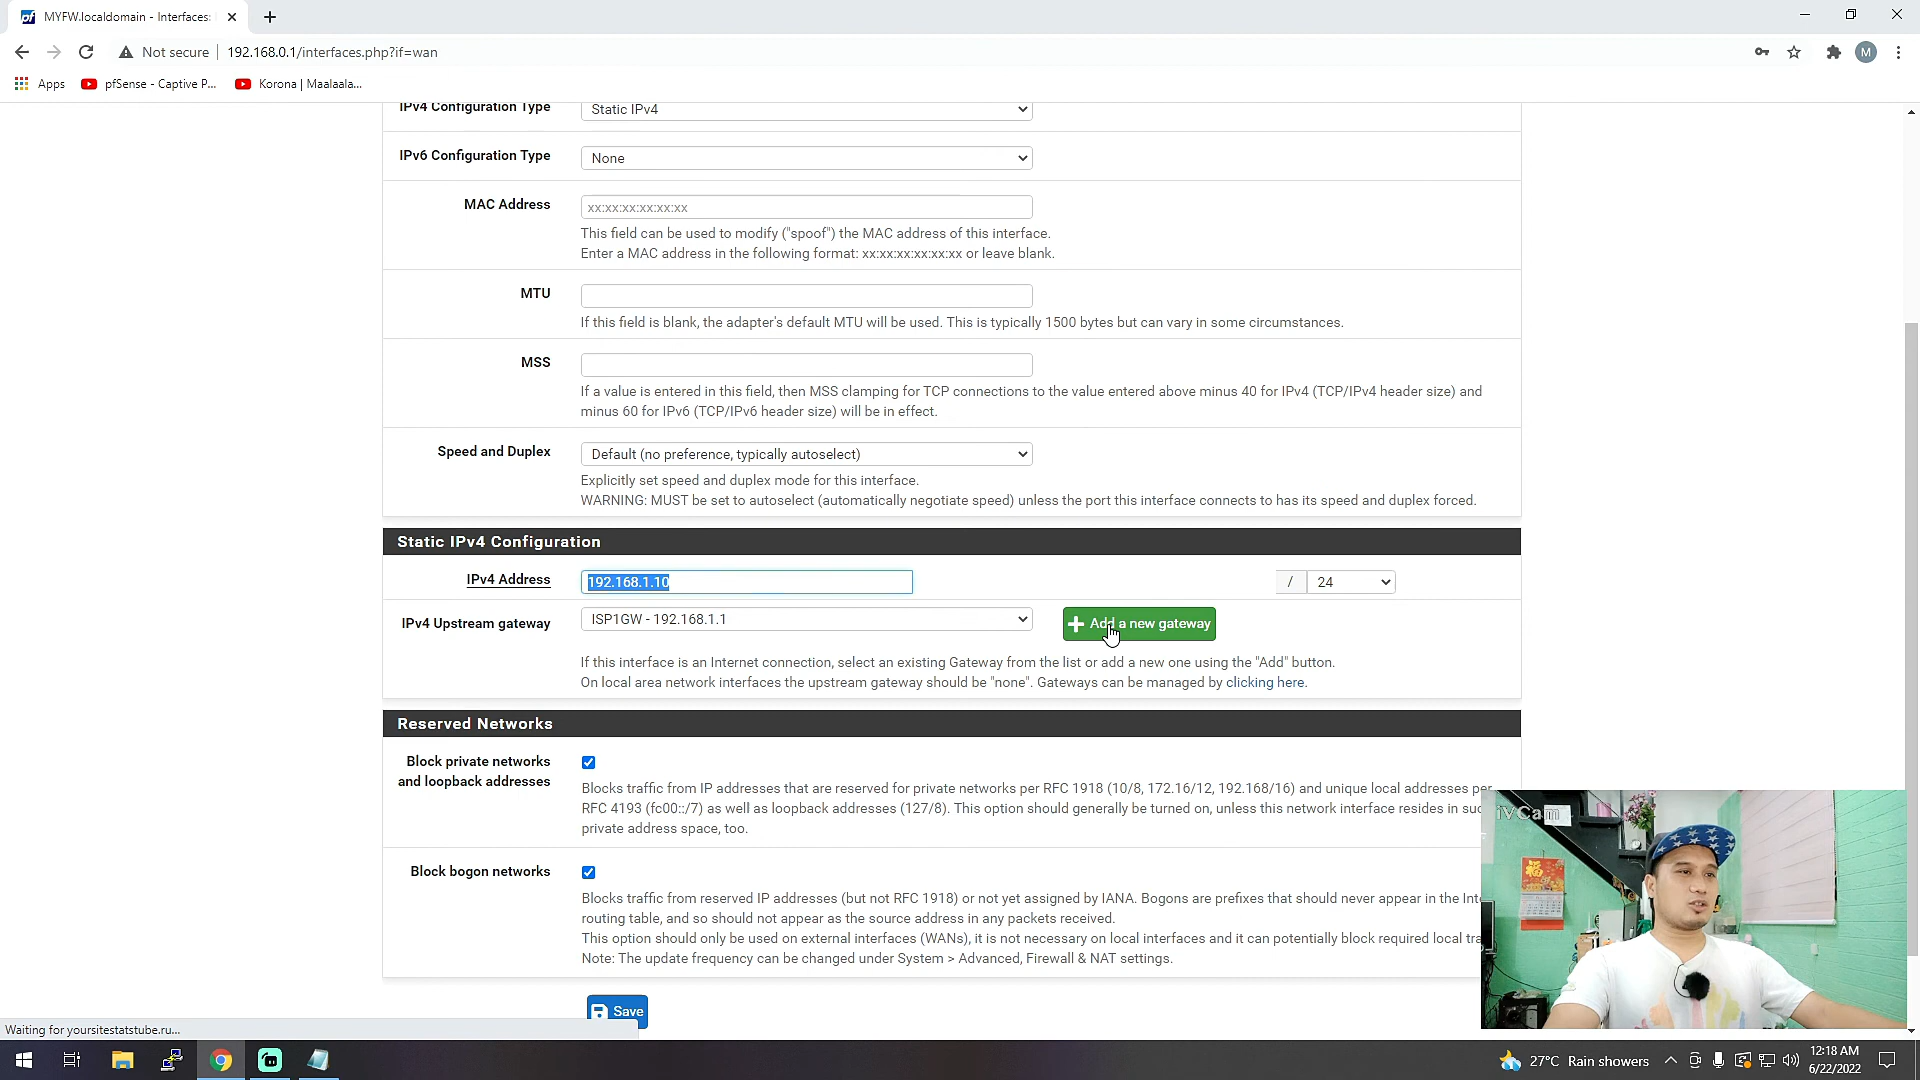 MYFW.localdomain - Interfaces:
Not secure
192.168.0.1/interfaces.php?if=wan
M
Apps
pfSense - Captive P...
Korona | Maalaala...
IPv4 Configuration Type
Static IPv4
IPv6 Configuration Type
None
MAC Address
xx:xx:xx:xx:xx:xx
This field can be used to modify ("spoof") the MAC address of this interface.
Enter a MAC address in the following format: xx:xx:xx:xx:xx:xx or leave blank.
MTU
If this field is blank, the adapter's default MTU will be used. This is typically 1500 bytes but can vary in some circumstances.
MSS
If a value is entered in this field, then MSS clamping for TCP connections to the value entered above minus 40 for IPv4 (TCP/IPv4 header size) and
minus 60 for IPv6 (TCP/IPv6 header size) will be in effect.
Speed and Duplex
Default (no preference, typically autoselect)
Explicitly set speed and duplex mode for this interface.
WARNING: MUST be set to autoselect (automatically negotiate speed) unless the port this interface connects to has its speed and duplex forced.
Static IPv4 Configuration
IPv4 Address
192.168.1.10
/
24
IPv4 Upstream gateway
ISP1GW - 192.168.1.1
Add a new gateway
If this interface is an Internet connection, select an existing Gateway from the list or add a new one using the "Add" button.
On local area network interfaces the upstream gateway should be "none". Gateways can be managed by clicking here.
Reserved Networks
Block private networks
and loopback addresses
Blocks traffic from IP addresses that are reserved for private networks per RFC 1918 (10/8, 172.16/12, 192.168/16) and unique local addresses per
RFC 4193 (fc00::/7) as well as loopback addresses (127/8). This option should generally be turned on, unless this network interface resides in suc
private address space, too.
Block bogon networks
Blocks traffic from reserved IP addresses (but not RFC 1918) or not yet assigned by IANA. Bogons are prefixes that should never appear in the Inte
routing table, and so should not appear as the source address in any packets received.
This option should only be used on external interfaces (WANs), it is not necessary on local interfaces and it can potentially block required local tra
Note: The update frequency can be changed under System > Advanced, Firewall & NAT settings.
Save
iVCam
Waiting for yoursitestatstube.ru...
27°C Rain showers
12:18 AM
6/22/2022